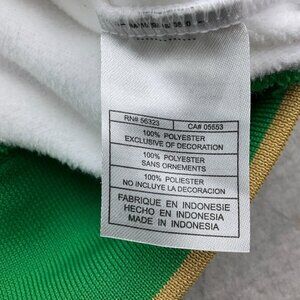 RN# 56323 CA# 05553
100% POLYESTER
EXCLUSIVE OF DECORATION
100% POLYESTER
SANS ORNEMENTS
100% POLIESTER
NO INCLUYE LA DECORACION
FABRIQUE EN INDONESIE
HECHO EN INDONESIA
MADE IN INDONESIA